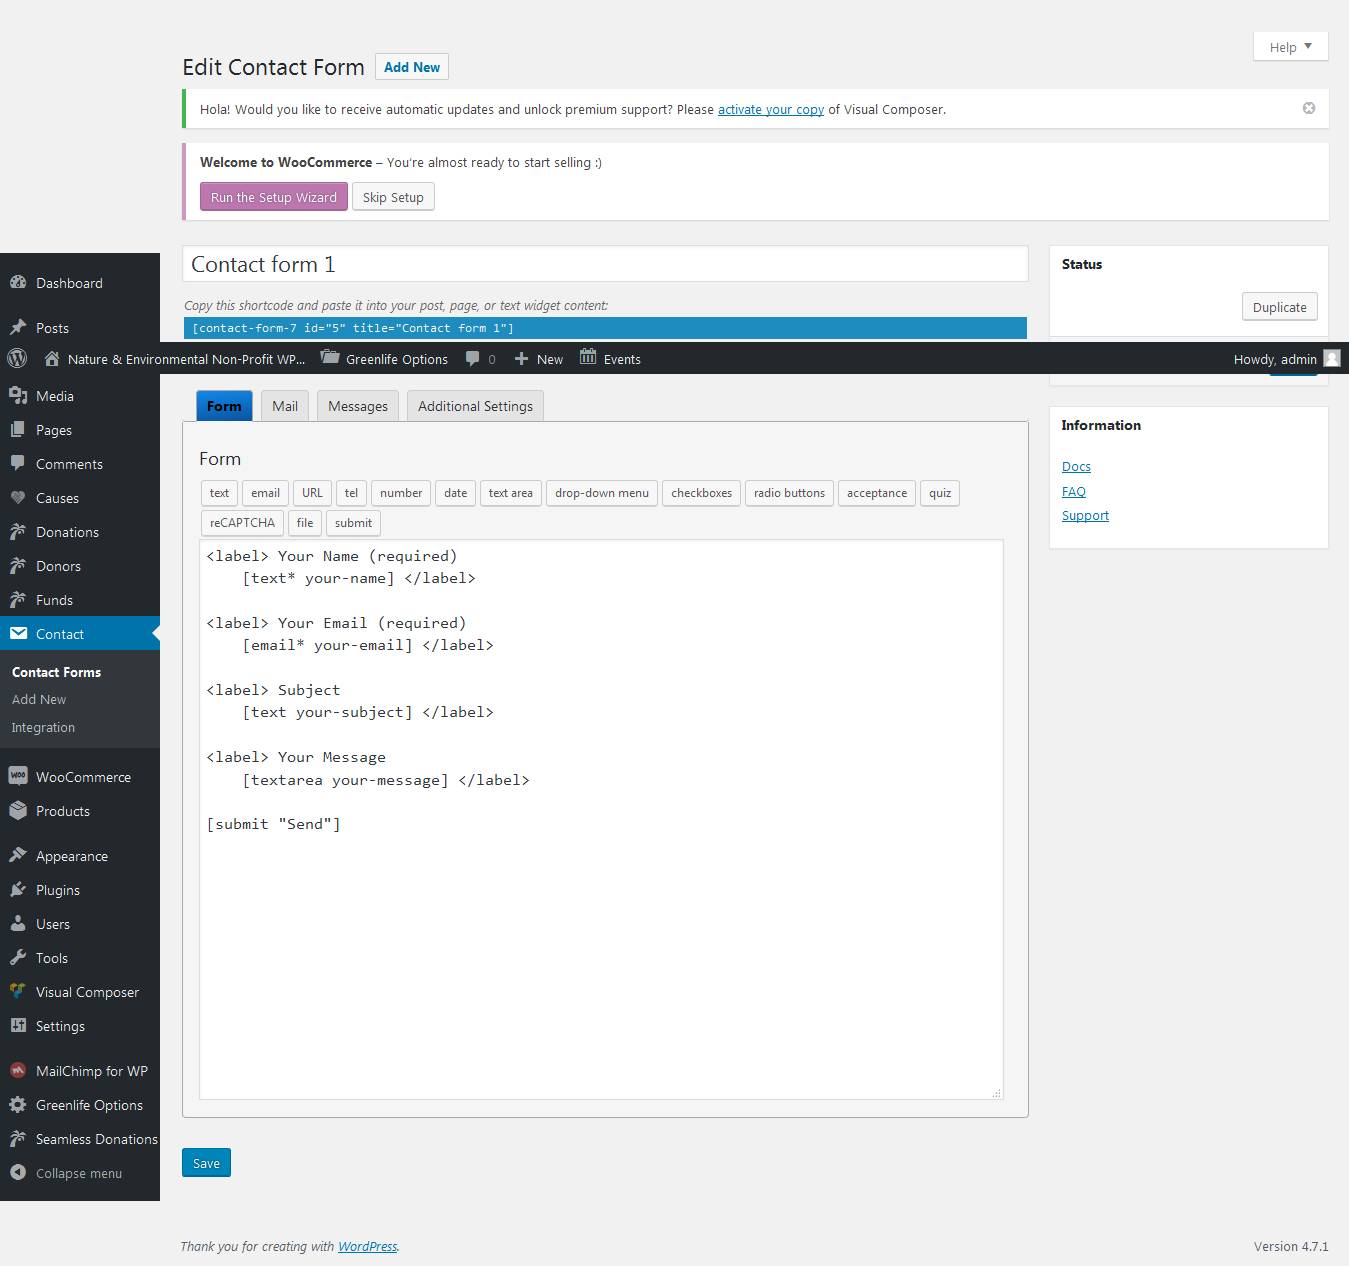 Help
Edit Contact Form Add New
Hola! Would you like to receive automatic updates and unlock premium support? Please activate your copy of Visual Composer.
Welcome to WooCommerce – You're almost ready to start selling :)
Run the Setup Wizard Skip Setup
Contact form 1
Copy this shortcode and paste it into your post, page, or text widget content:
[contact-form-7 id="5" title="Contact form 1"]
Status
Duplicate
Dashboard
Posts
Nature & Environmental Non-Profit WP... Greenlife Options 0 New Events Howdy, admin
Media
Pages
Comments
Causes
Donations
Donors
Funds
Contact
Contact Forms
Add New
Integration
WooCommerce
Products
Appearance
Plugins
Users
Tools
Visual Composer
Settings
MailChimp for WP
Greenlife Options
Seamless Donations
Collapse menu
Form Mail Messages Additional Settings
Form
text email URL tel number date text area drop-down menu checkboxes radio buttons acceptance quiz
reCAPTCHA file submit
<label> Your Name (required)
[text* your-name] </label>
<label> Your Email (required)
[email* your-email] </label>
<label> Subject
[text your-subject] </label>
<label> Your Message
[textarea your-message] </label>
[submit "Send"]
Save
Information
Docs
FAQ
Support
Thank you for creating with WordPress.
Version 4.7.1